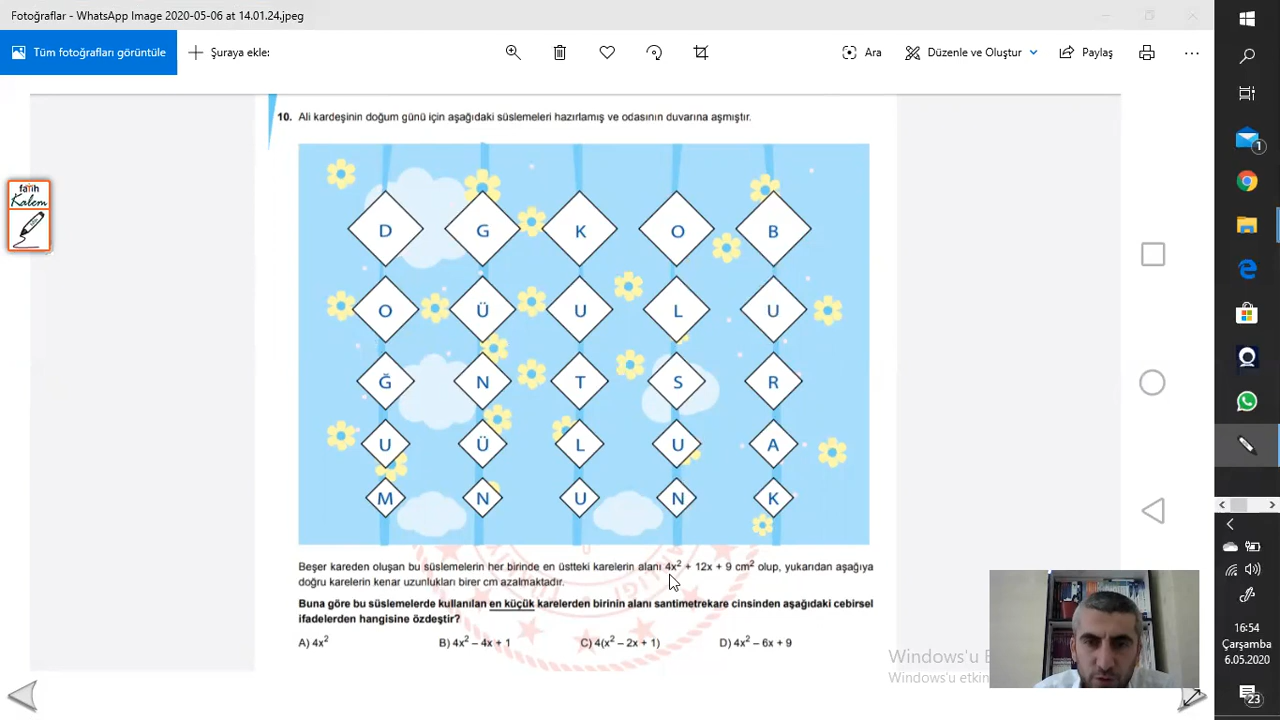 Fotoğraflar - WhatsApp Image 2020-05-06 at 14.01.24.jpeg
Tüm fotoğrafları görüntüle
Şuraya ekle:
Ara
Düzenle ve Oluştur
Paylaş
fatih
Kalem
10. Ali kardeşinin doğum günü için aşağıdaki süslemeleri hazırlamış ve odasının duvarına aşmıştır.
D G K O B
O Ü U L U
Ğ N T S R
U Ü L U A
M N U N K
Beşer kareden oluşan bu süslemelerin her birinde en üstteki karelerin alanı 4x² + 12x + 9 cm² olup, yukarıdan aşağıya
doğru karelerin kenar uzunlukları birer cm azalmaktadır.
Buna göre bu süslemelerde kullanılan en küçük karelerden birinin alanı santimetrekare cinsinden aşağıdaki cebirsel
ifadelerden hangisine özdeştir?
A) 4x² B) 4x² – 4x + 1 C) 4(x² – 2x + 1) D) 4x² – 6x + 9
Windows'u E
Windows'u etkin
1
16:54
Çarşamba
6.05.2020
23